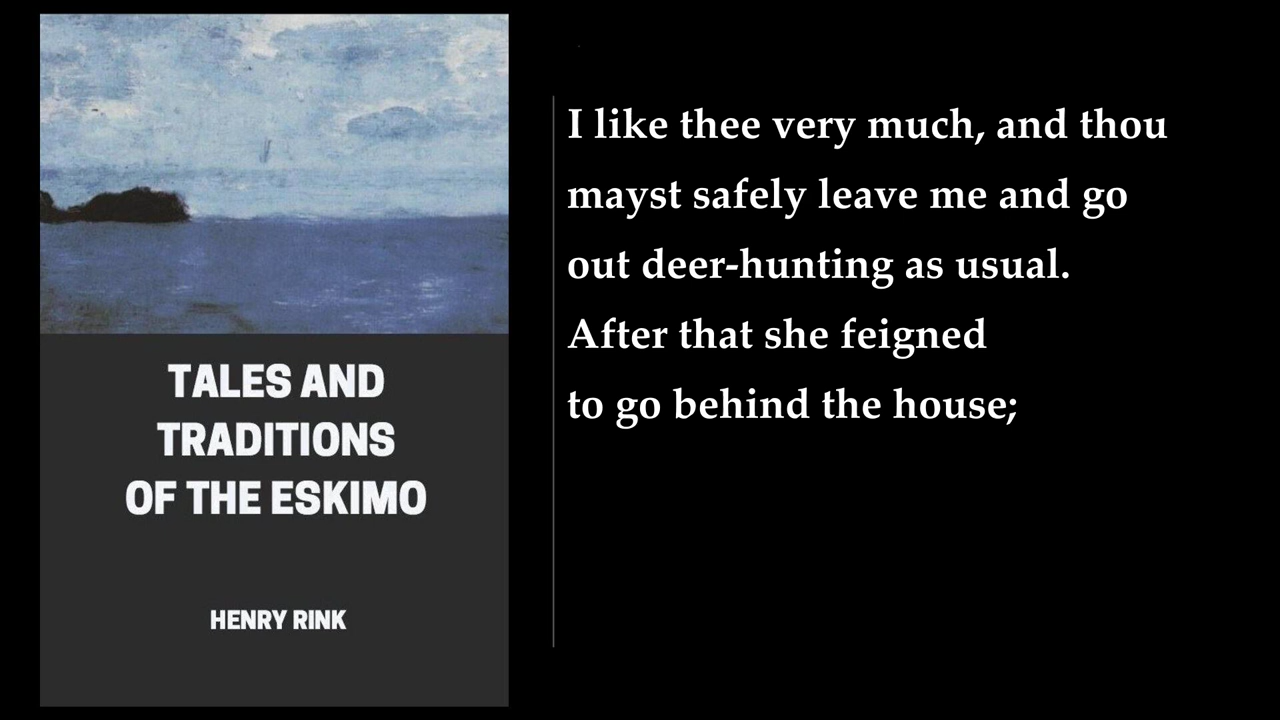 TALES AND
TRADITIONS
OF THE ESKIMO
HENRY RINK
I like thee very much, and thou
mayst safely leave me and go
out deer-hunting as usual.
After that she feigned
to go behind the house;